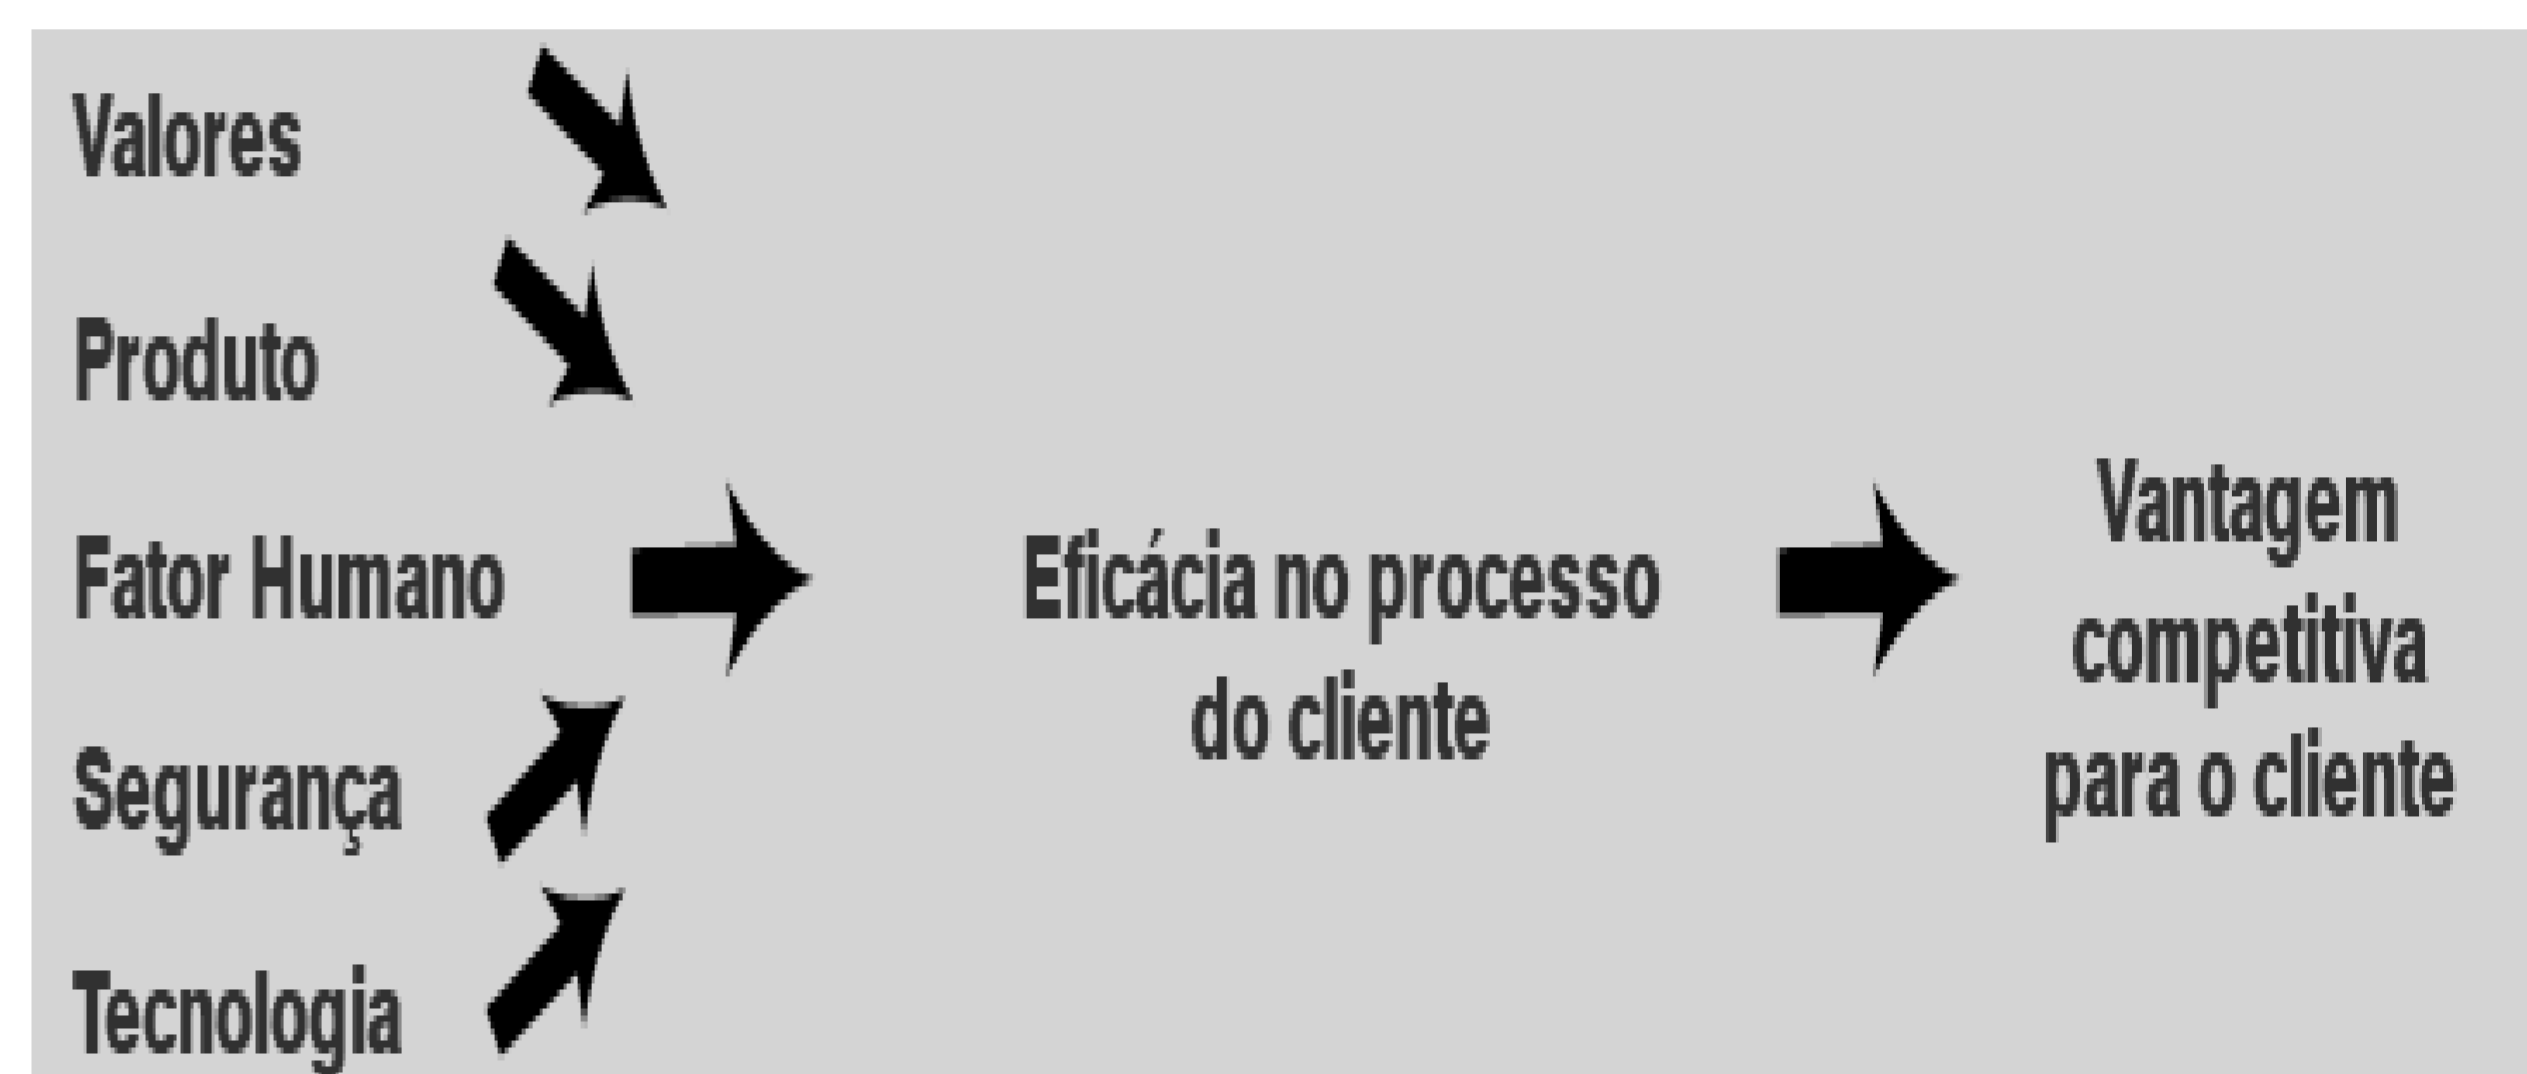 Valores
Produto
Fator Humano
Segurança
Tecnologia
Eficácia no processo
do cliente
Vantagem
competitiva
para o cliente